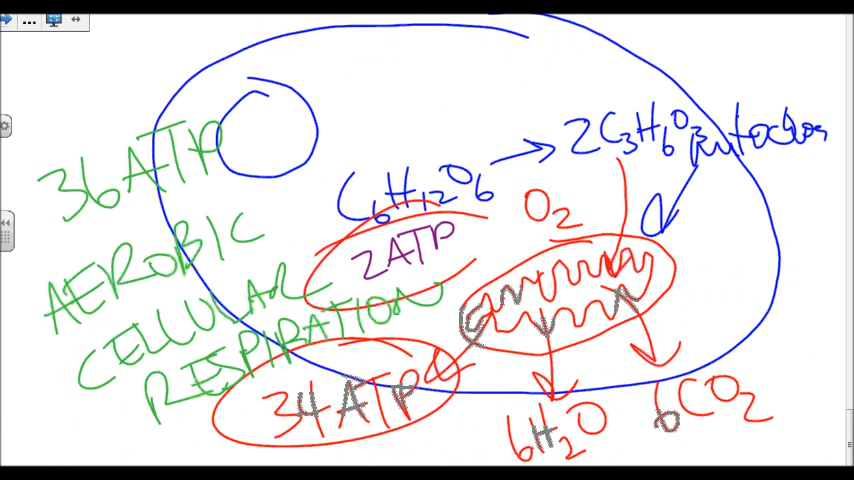 36ATP
C6H12O6 → 2C3H6O3
O2
2ATP
AEROBIC
CELLULAR
RESPIRATION
34ATP
6H2O
6CO2